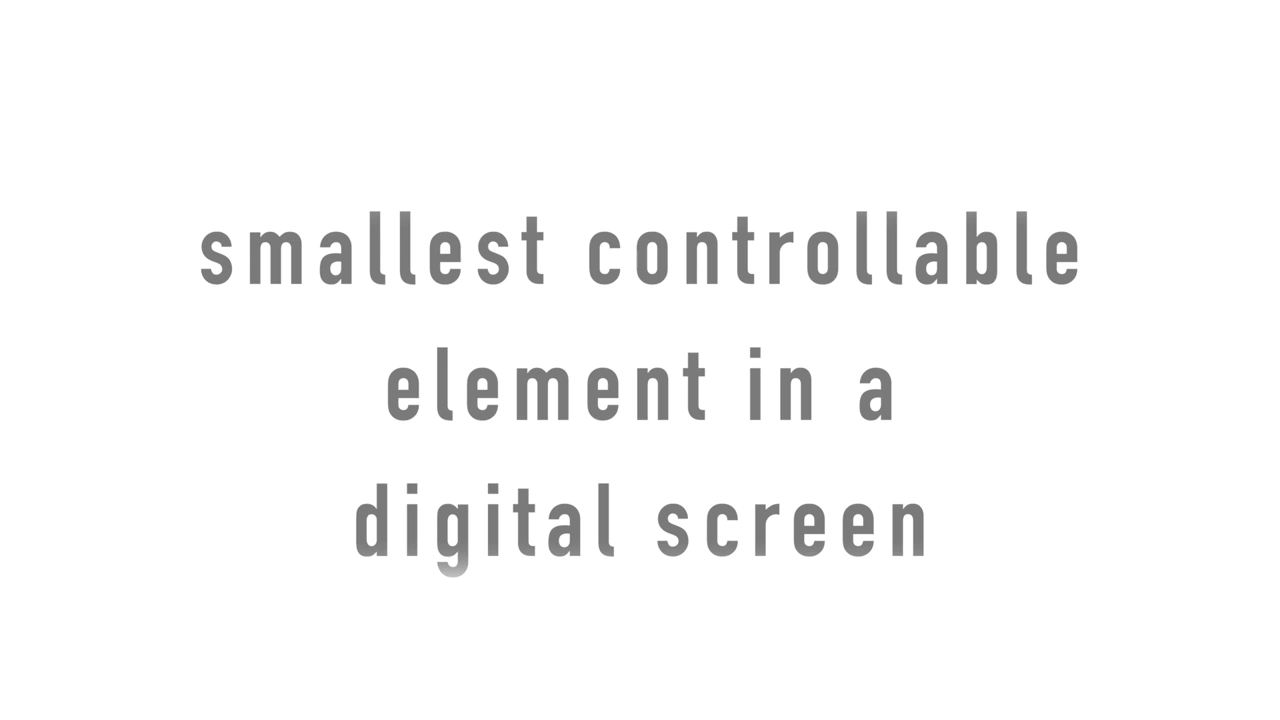 smallest controllable
element in a
digital screen